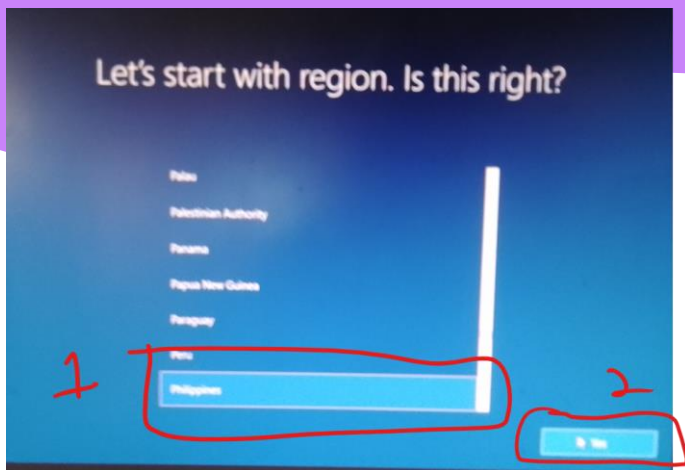 Let's start with region. Is this right?
Palau
Palestinian Authority
Panama
Papua New Guinea
Paraguay
Peru
1
Philippines
2
Yes